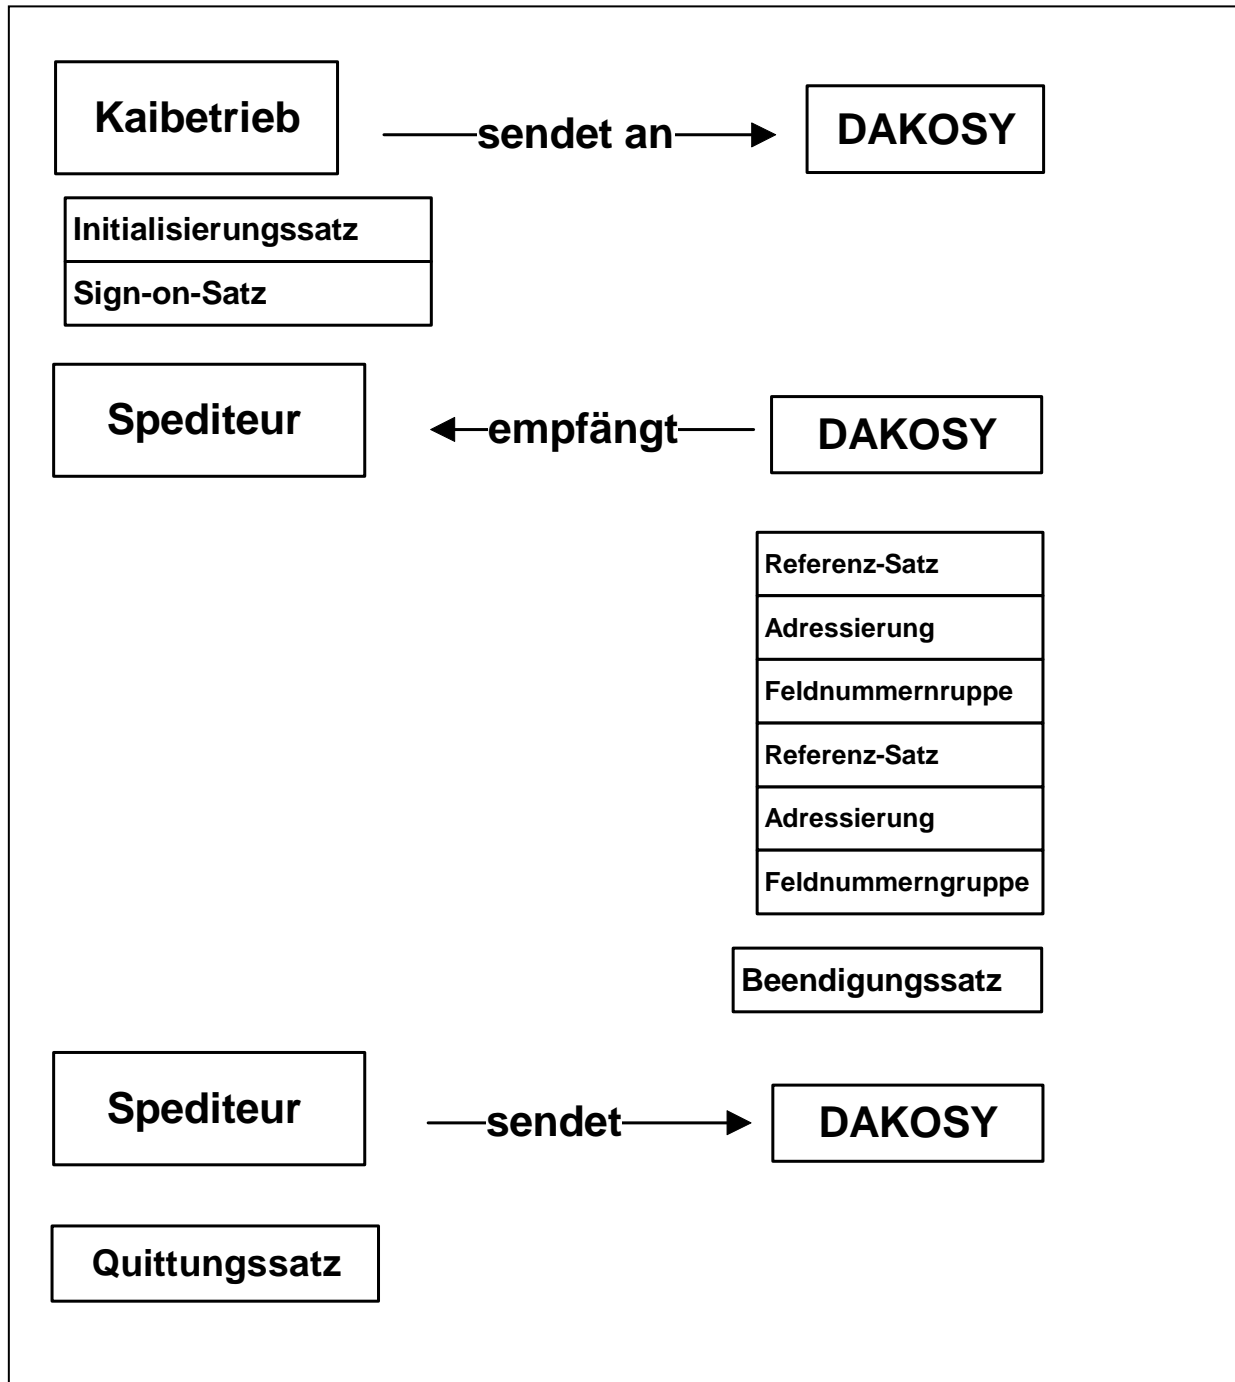 Kaibetrieb
sendet an
DAKOSY
Initialisierungssatz
Sign-on-Satz
Spediteur
empfängt
DAKOSY
Referenz-Satz
Adressierung
Feldnummernruppe
Referenz-Satz
Adressierung
Feldnummerngruppe
Beendigungssatz
Spediteur
sendet
DAKOSY
Quittungssatz